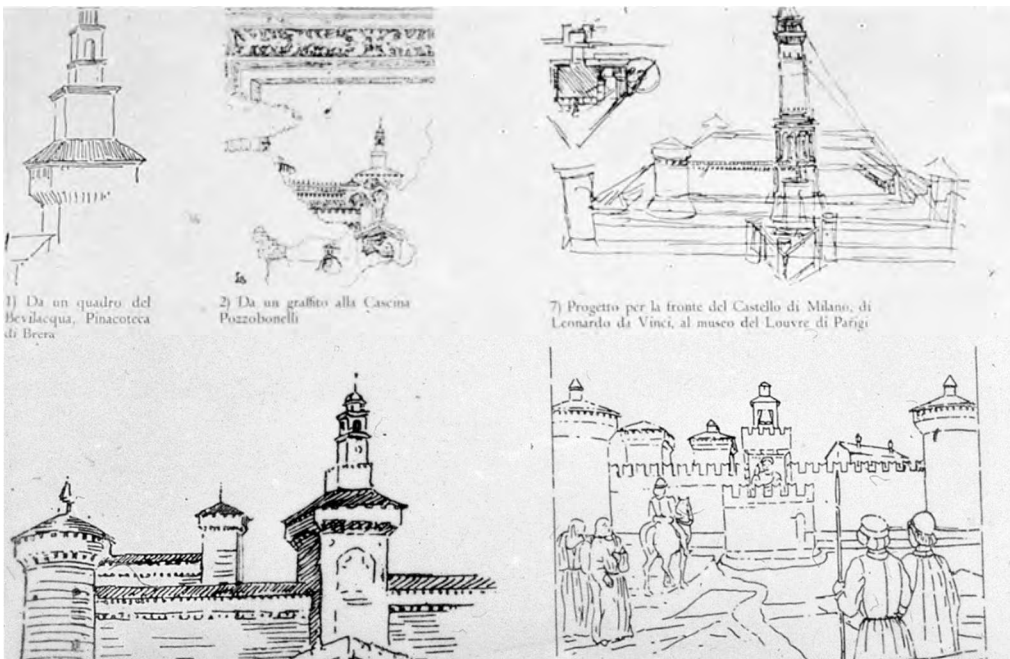 1) Da un quadro del
Bevilacqua, Pinacoteca
di Brera
2) Da un graffito alla Cascina
Pozzobonelli
7) Progetto per la fronte del Castello di Milano, di
Leonardo da Vinci, al museo del Louvre di Parigi